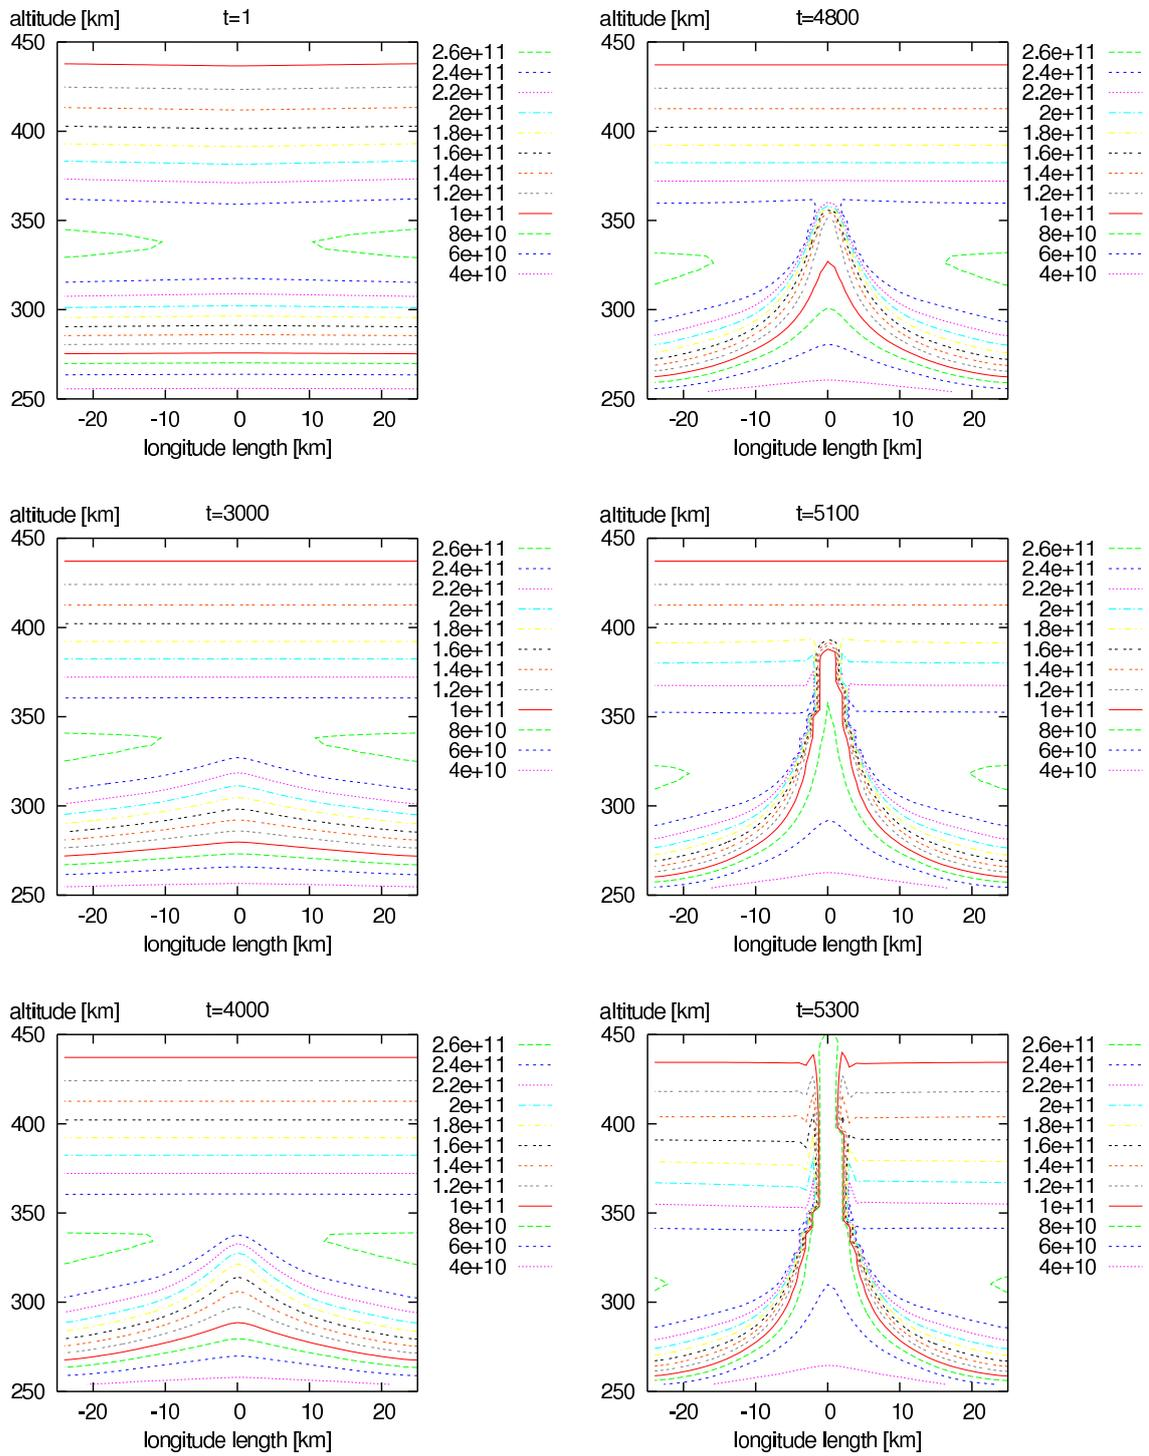 altitude [km] t=1
450
400
350
300
250
-20 -10 0 10 20
longitude length [km]
2.6e+11
2.4e+11
2.2e+11
2e+11
1.8e+11
1.6e+11
1.4e+11
1.2e+11
1e+11
8e+10
6e+10
4e+10
altitude [km] t=4800
450
400
350
300
250
-20 -10 0 10 20
longitude length [km]
2.6e+11
2.4e+11
2.2e+11
2e+11
1.8e+11
1.6e+11
1.4e+11
1.2e+11
1e+11
8e+10
6e+10
4e+10
altitude [km] t=3000
450
400
350
300
250
-20 -10 0 10 20
longitude length [km]
2.6e+11
2.4e+11
2.2e+11
2e+11
1.8e+11
1.6e+11
1.4e+11
1.2e+11
1e+11
8e+10
6e+10
4e+10
altitude [km] t=5100
450
400
350
300
250
-20 -10 0 10 20
longitude length [km]
2.6e+11
2.4e+11
2.2e+11
2e+11
1.8e+11
1.6e+11
1.4e+11
1.2e+11
1e+11
8e+10
6e+10
4e+10
altitude [km] t=4000
450
400
350
300
250
-20 -10 0 10 20
longitude length [km]
2.6e+11
2.4e+11
2.2e+11
2e+11
1.8e+11
1.6e+11
1.4e+11
1.2e+11
1e+11
8e+10
6e+10
4e+10
altitude [km] t=5300
450
400
350
300
250
-20 -10 0 10 20
longitude length [km]
2.6e+11
2.4e+11
2.2e+11
2e+11
1.8e+11
1.6e+11
1.4e+11
1.2e+11
1e+11
8e+10
6e+10
4e+10